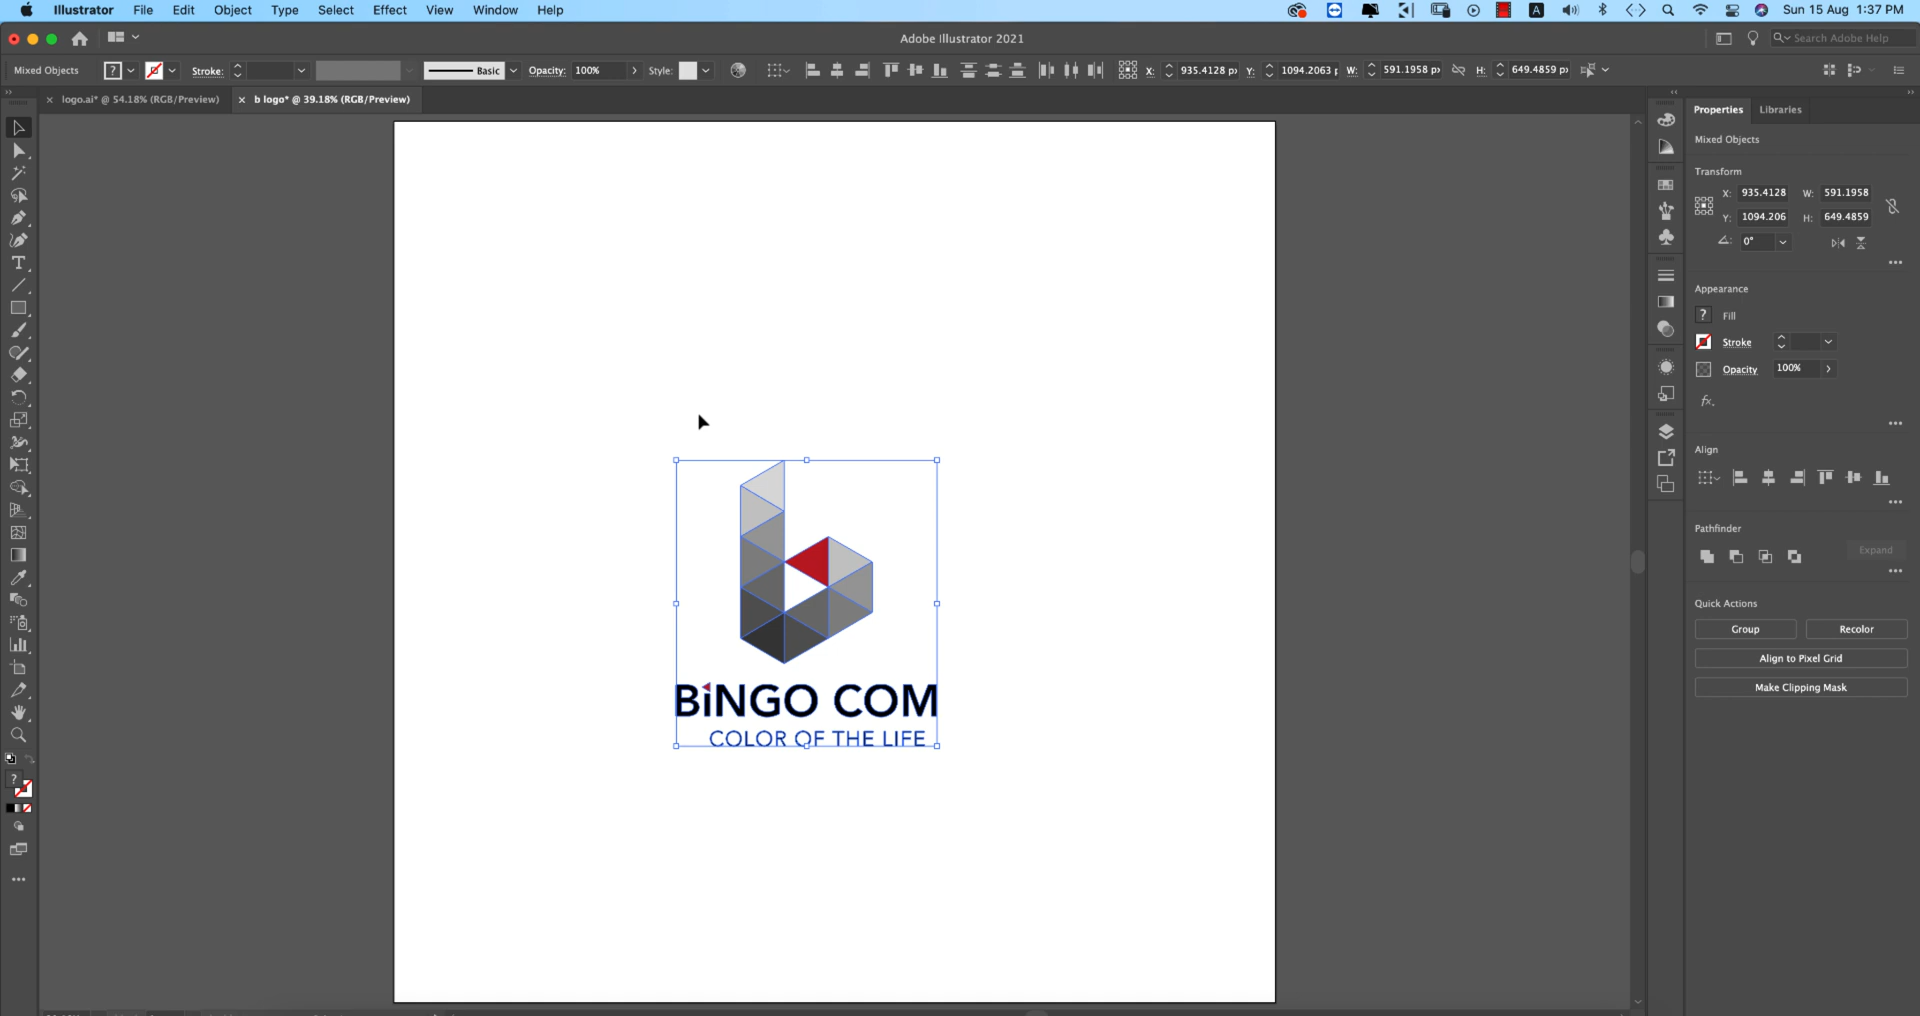 Illustrator File Edit Object Type Select Effect View Window Help
A Sun 15 Aug 1:37 PM
Adobe Illustrator 2021
Search Adobe Help
Mixed Objects ? Stroke: Basic Opacity: 100% Style: X: 935.4128 px Y: 1094.2063 p W: 591.1958 px H: 649.4859 px
× logo.ai* @ 54.18% (RGB/Preview) × b logo* @ 39.18% (RGB/Preview)
Properties Libraries
Mixed Objects
Transform
X: 935.4128 W: 591.1958
Y: 1094.206 H: 649.4859
0°
Appearance
? Fill
Stroke
Opacity 100%
fx.
Align
Pathfinder
Expand
Quick Actions
Group Recolor
Align to Pixel Grid
Make Clipping Mask
BiNGO COM
COLOR OF THE LIFE
?